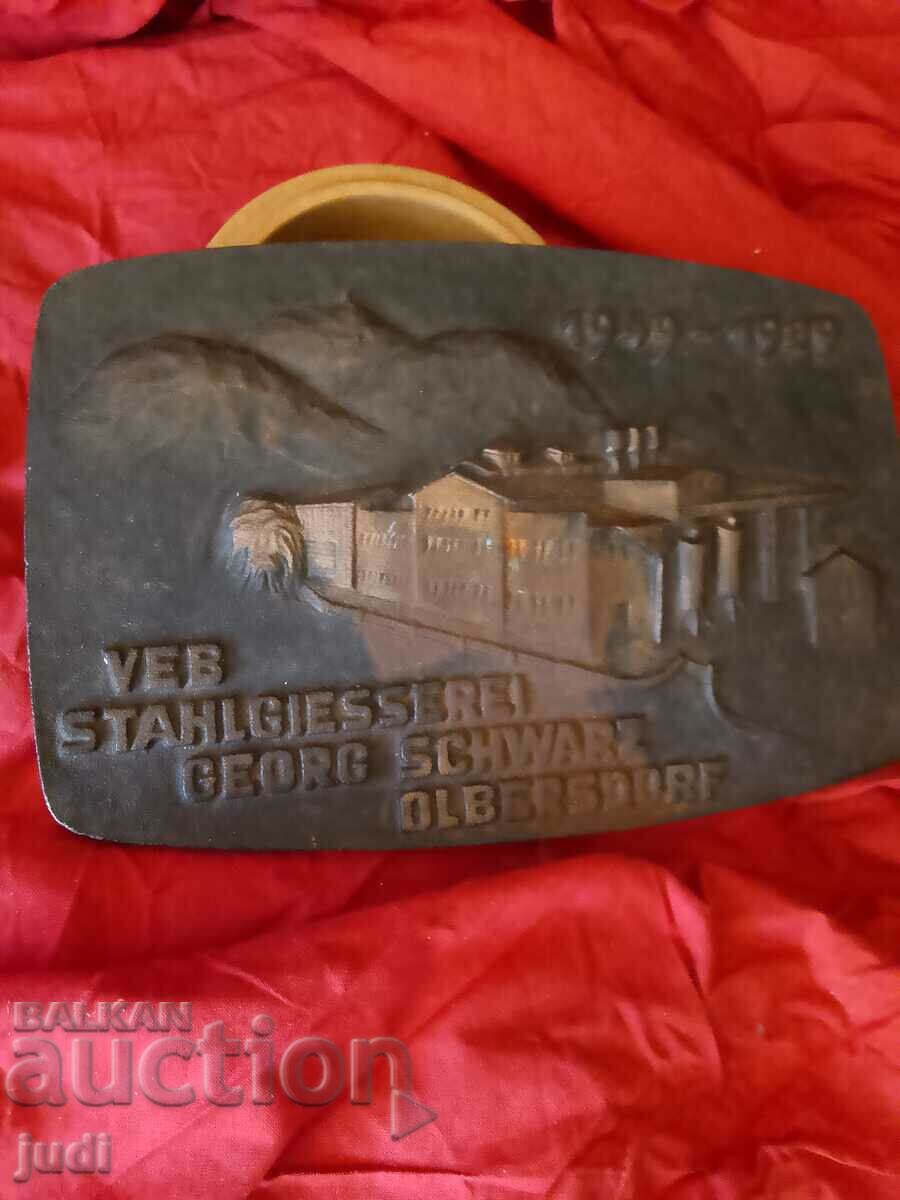 1949-1989
VEB
STAHLGIESSEREI
GEORG SCHWARZ
OLBERSDORF
BALKAN
auction
judi